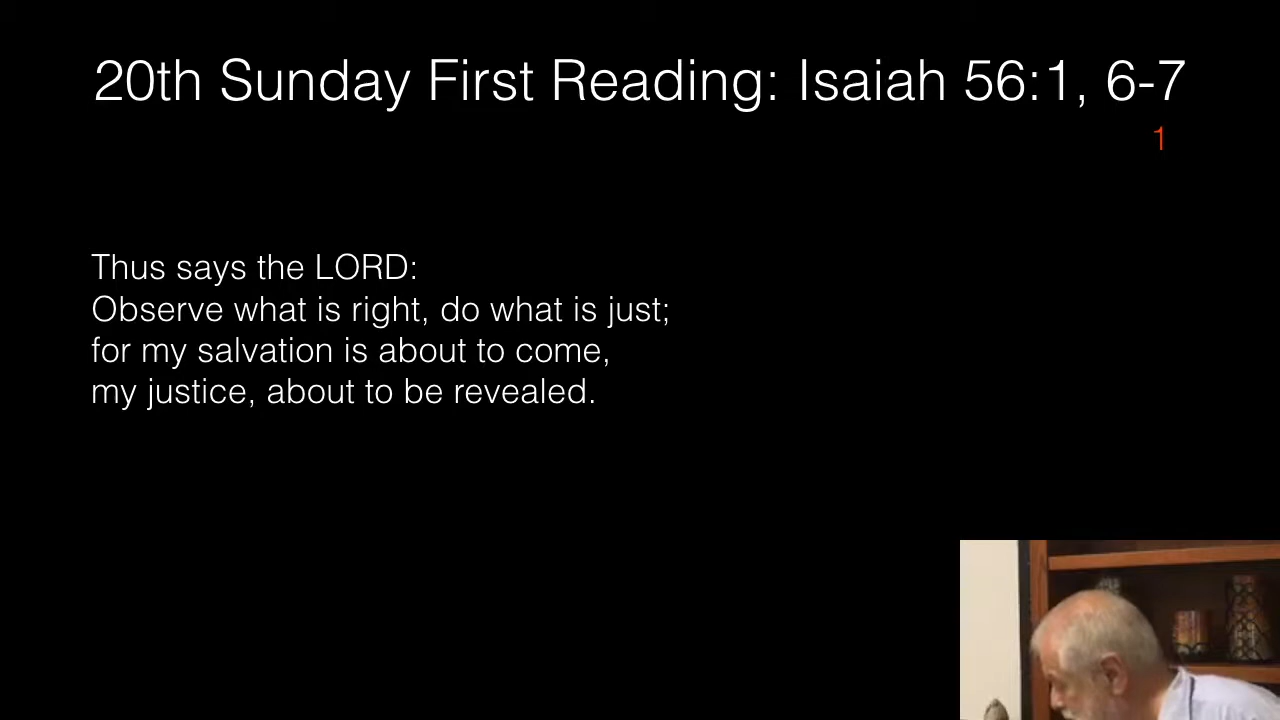 20th Sunday First Reading: Isaiah 56:1, 6-7
1
Thus says the LORD:
Observe what is right, do what is just;
for my salvation is about to come,
my justice, about to be revealed.